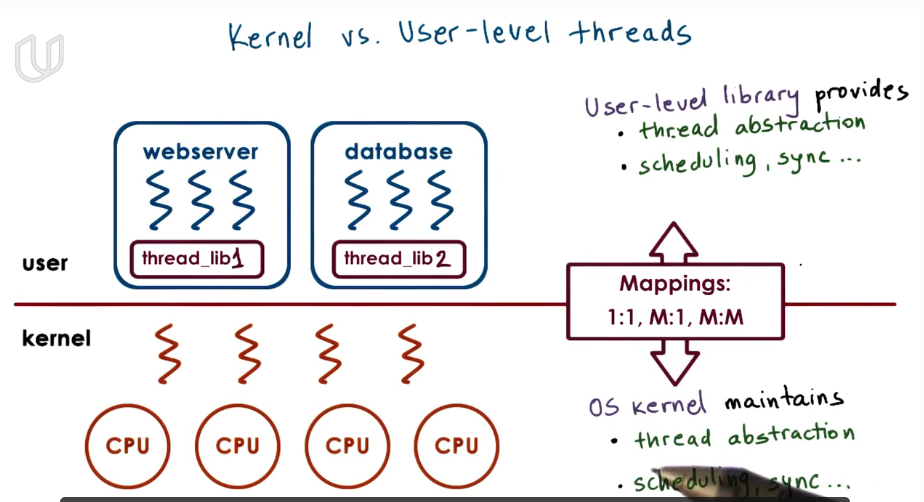 Kernel vs. User-level threads
User-level library provides
• thread abstraction
• scheduling, sync ...
webserver
database
thread_lib1
thread_lib2
user
Mappings:
1:1, M:1, M:M
kernel
OS kernel maintains
• thread abstraction
• scheduling, sync ...
CPU
CPU
CPU
CPU